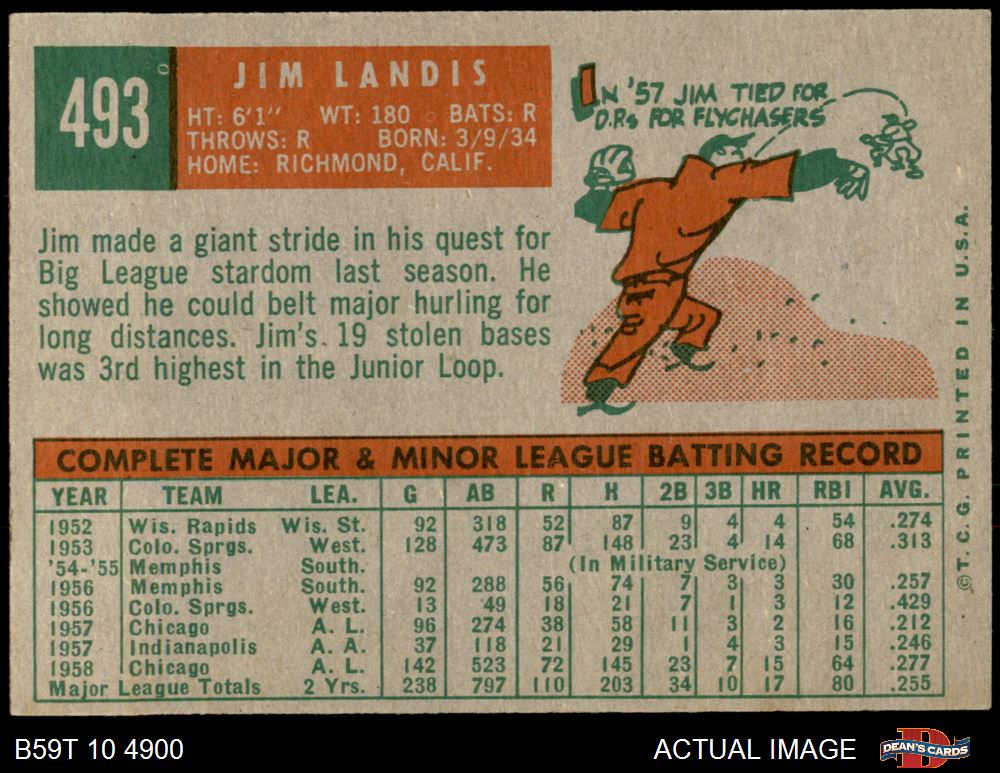 493
JIM LANDIS
HT: 6'1" WT: 180 BATS: R
THROWS: R BORN: 3/9/34
HOME: RICHMOND, CALIF.
IN '57 JIM TIED FOR
D.P.s FOR FLYCHASERS
Jim made a giant stride in his quest for
Big League stardom last season. He
showed he could belt major hurling for
long distances. Jim's 19 stolen bases
was 3rd highest in the Junior Loop.
COMPLETE MAJOR & MINOR LEAGUE BATTING RECORD
YEAR TEAM LEA. G AB R H 2B 3B HR RBI AVG.
1952 Wis. Rapids Wis. St. 92 318 52 87 9 4 4 54 .274
1953 Colo. Sprgs. West. 128 473 87 148 23 4 14 68 .313
'54-'55 Memphis South. (In Military Service)
1956 Memphis South. 92 288 56 74 7 3 3 30 .257
1956 Colo. Sprgs. West. 13 49 18 21 7 1 3 12 .429
1957 Chicago A. L. 96 274 38 58 11 3 2 16 .212
1957 Indianapolis A. A. 37 118 21 29 1 4 3 15 .246
1958 Chicago A. L. 142 523 72 145 23 7 15 64 .277
Major League Totals 2 Yrs. 238 797 110 203 34 10 17 80 .255
©T. C. G. PRINTED IN U.S.A.
B59T 10 4900
ACTUAL IMAGE
DEAN'S CARDS